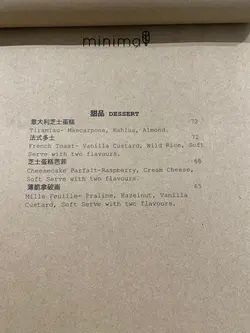 minimal
甜品 DESSERT
意大利芝士蛋糕 72
Tiramisu- Mascarpone, Kahlua, Almond.
法式多士 72
French Toast- Vanilla Custard, Wild Rice, Soft
Serve with two flavours.
芝士蛋糕芭菲 68
Cheesecake Parfait-Raspberry, Cream Cheese,
Soft Serve with two flavours.
薄脆拿破崙 65
Mille Feuille- Praline, Hazelnut, Vanilla
Custard, Soft Serve with two flavours.